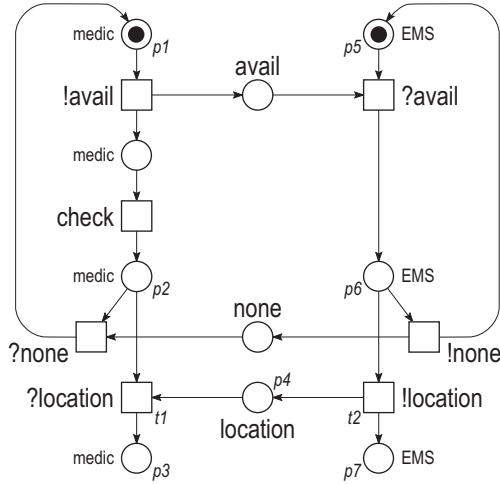 medic p1 p5 EMS
avail
!avail ?avail
medic
check
medic p2 p6 EMS
none
?none !none
p4
?location !location
t1 location t2
medic p3 p7 EMS